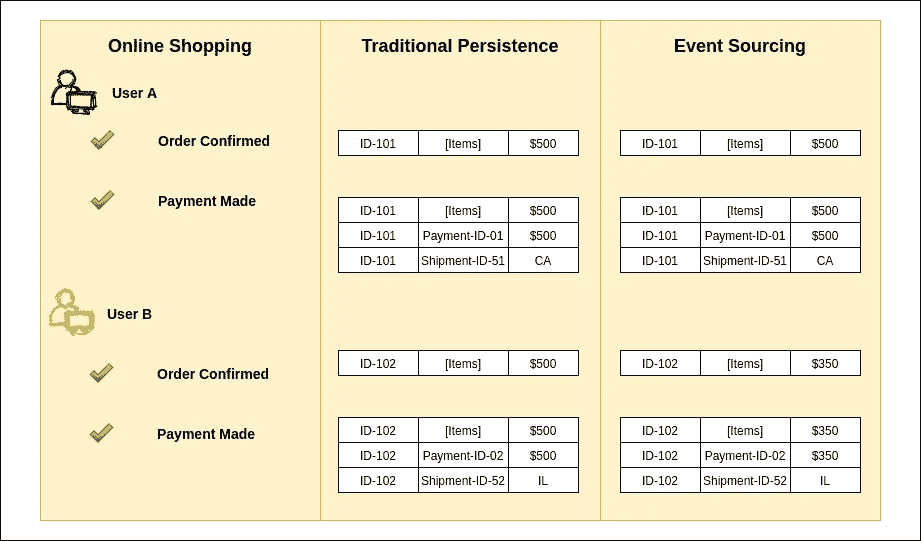 Online Shopping Traditional Persistence Event Sourcing
User A
Order Confirmed ID-101 [Items] $500 ID-101 [Items] $500
Payment Made
ID-101 [Items] $500 ID-101 [Items] $500
ID-101 Payment-ID-01 $500 ID-101 Payment-ID-01 $500
ID-101 Shipment-ID-51 CA ID-101 Shipment-ID-51 CA
User B
Order Confirmed ID-102 [Items] $500 ID-102 [Items] $350
Payment Made ID-102 [Items] $500 ID-102 [Items] $350
ID-102 Payment-ID-02 $500 ID-102 Payment-ID-02 $350
ID-102 Shipment-ID-52 IL ID-102 Shipment-ID-52 IL